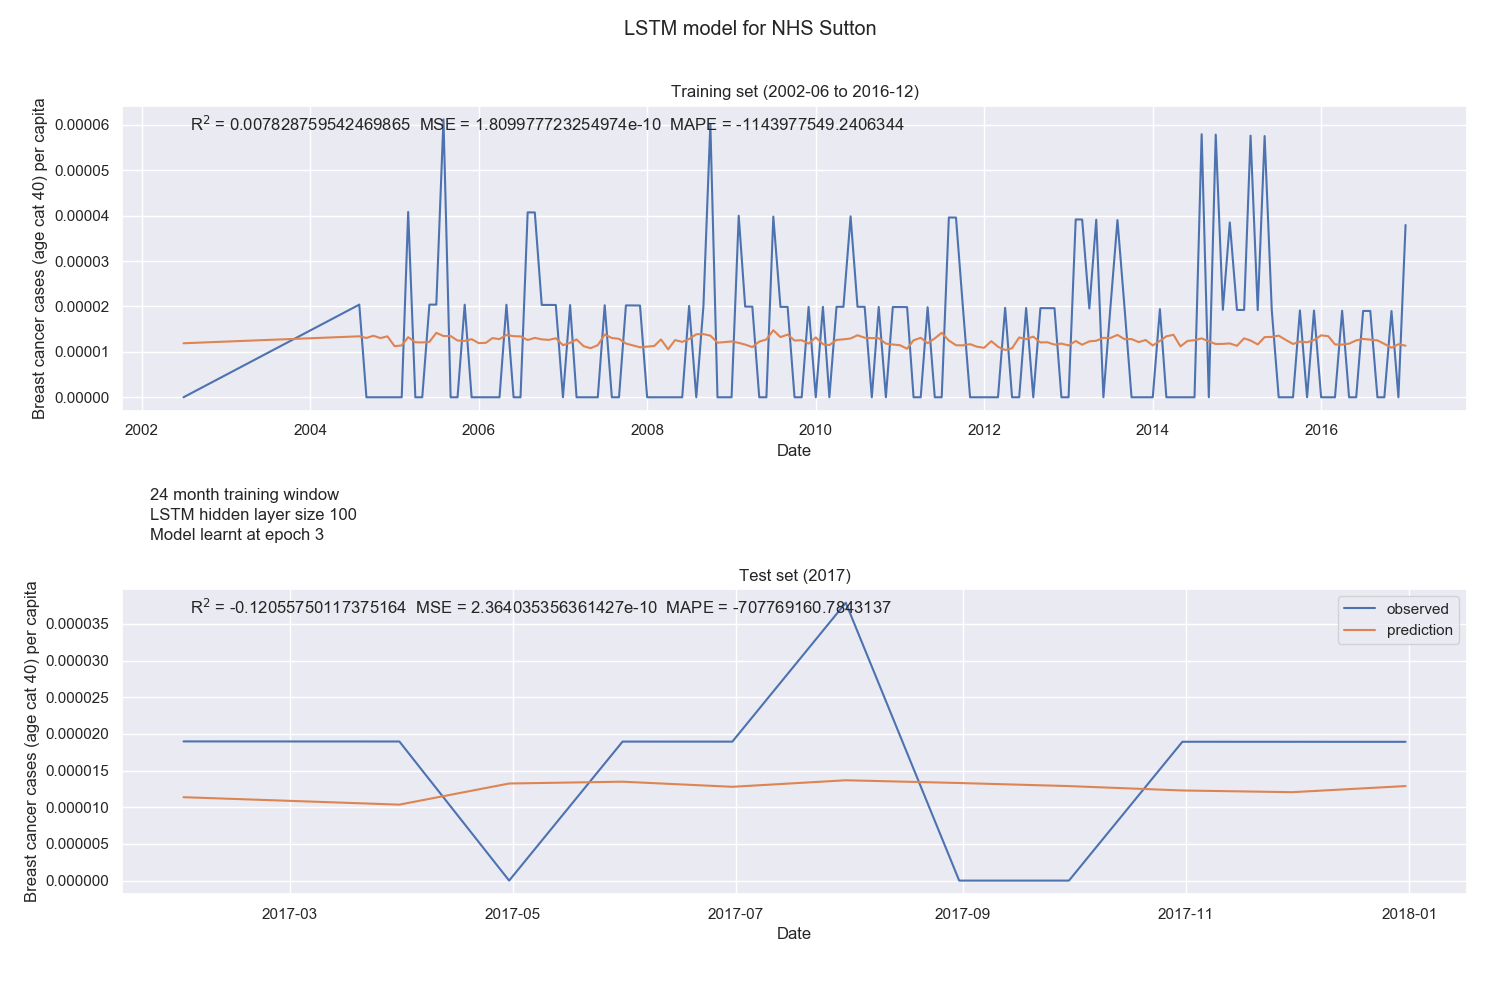 LSTM model for NHS Sutton
Training set (2002-06 to 2016-12)
R² = 0.007828759542469865 MSE = 1.809977723254974e-10 MAPE = -1143977549.2406344
Breast cancer cases (age cat 40) per capita
0.00006
0.00005
0.00004
0.00003
0.00002
0.00001
0.00000
2002 2004 2006 2008 2010 2012 2014 2016
Date
24 month training window
LSTM hidden layer size 100
Model learnt at epoch 3
Test set (2017)
R² = -0.12055750117375164 MSE = 2.364035356361427e-10 MAPE = -707769160.7843137
observed
prediction
Breast cancer cases (age cat 40) per capita
0.000035
0.000030
0.000025
0.000020
0.000015
0.000010
0.000005
0.000000
2017-03 2017-05 2017-07 2017-09 2017-11 2018-01
Date